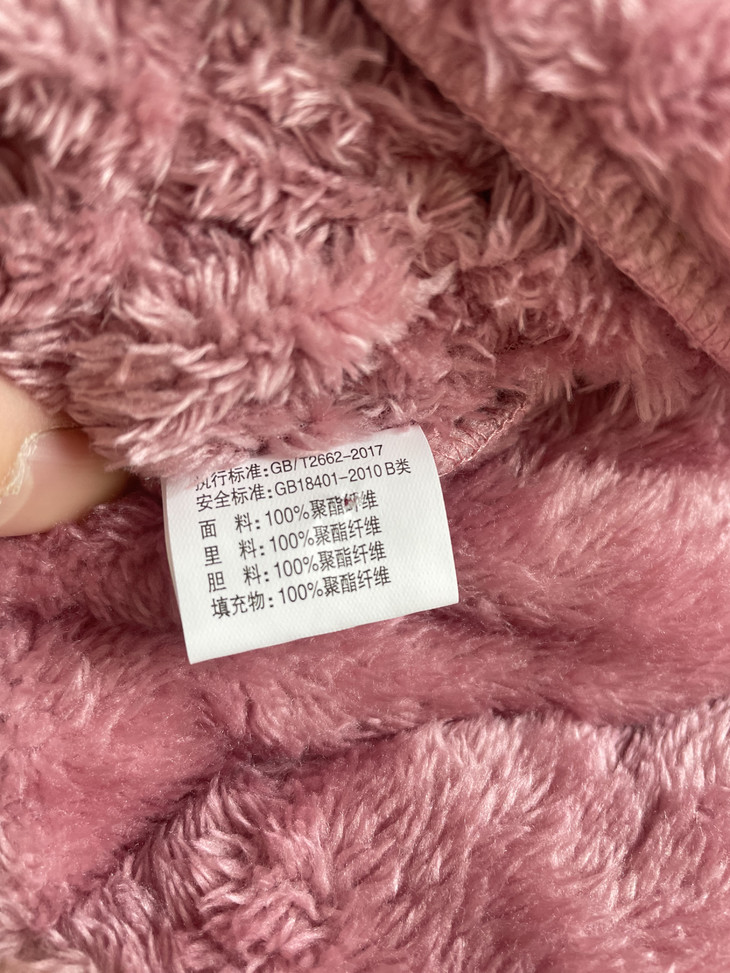 执行标准:GB/T2662-2017
安全标准:GB18401-2010 B类
面 料:100%聚酯纤维
里 料:100%聚酯纤维
胆 料:100%聚酯纤维
填充物:100%聚酯纤维